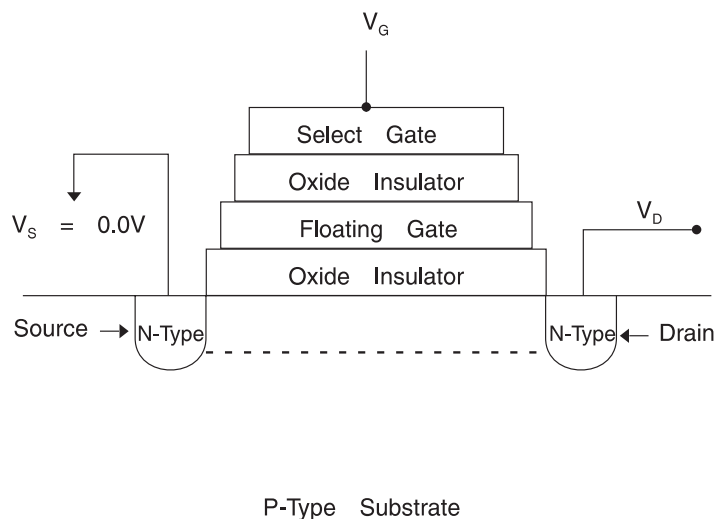 V_G
Select Gate
Oxide Insulator
V_S = 0.0V
Floating Gate
V_D
Oxide Insulator
Source
N-Type
N-Type
Drain
P-Type Substrate